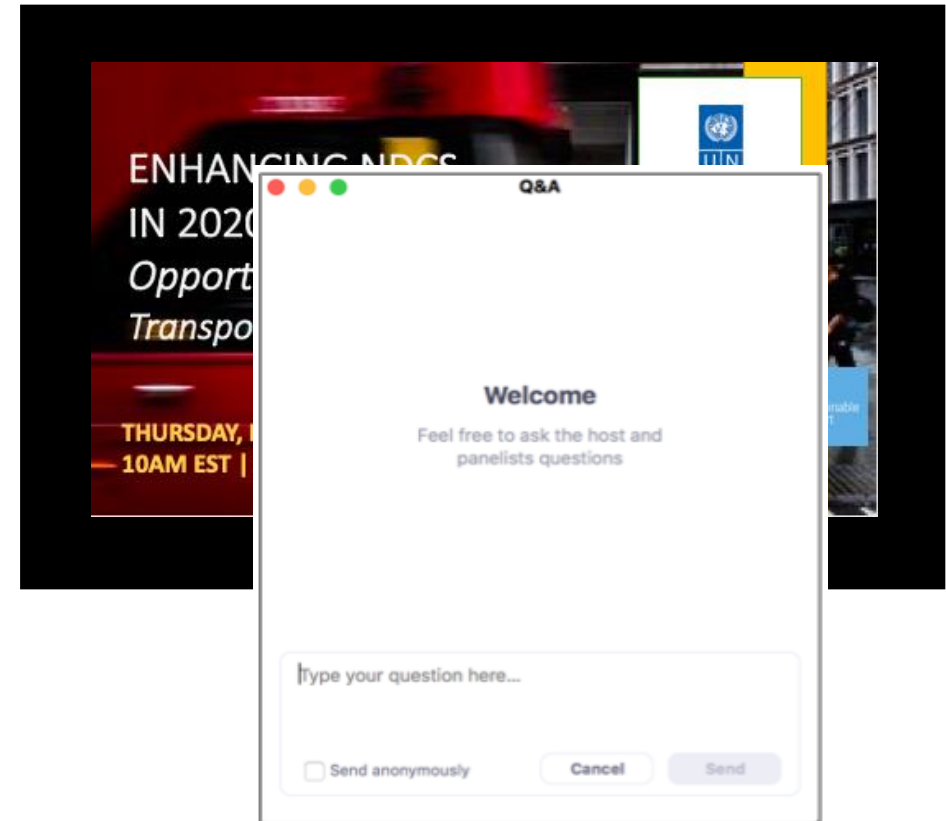 ENHANCING NDCS
IN 2020
Opport
Transpo
THURSDAY,
10AM EST |
UN
Q&A
Welcome
Feel free to ask the host and
panelists questions
Type your question here...
Send anonymously
Cancel
Send